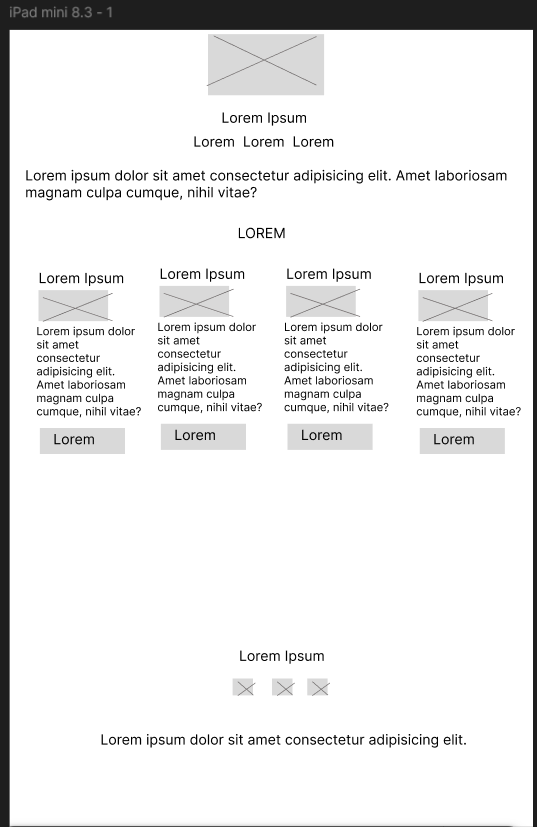 iPad mini 8.3 - 1
Lorem Ipsum
Lorem Lorem Lorem
Lorem ipsum dolor sit amet consectetur adipisicing elit. Amet laboriosam
magnam culpa cumque, nihil vitae?
LOREM
Lorem Ipsum
Lorem ipsum dolor
sit amet
consectetur
adipisicing elit.
Amet laboriosam
magnam culpa
cumque, nihil vitae?
Lorem
Lorem Ipsum
Lorem ipsum dolor
sit amet
consectetur
adipisicing elit.
Amet laboriosam
magnam culpa
cumque, nihil vitae?
Lorem
Lorem Ipsum
Lorem ipsum dolor
sit amet
consectetur
adipisicing elit.
Amet laboriosam
magnam culpa
cumque, nihil vitae?
Lorem
Lorem Ipsum
Lorem ipsum dolor
sit amet
consectetur
adipisicing elit.
Amet laboriosam
magnam culpa
cumque, nihil vitae?
Lorem
Lorem Ipsum
Lorem ipsum dolor sit amet consectetur adipisicing elit.